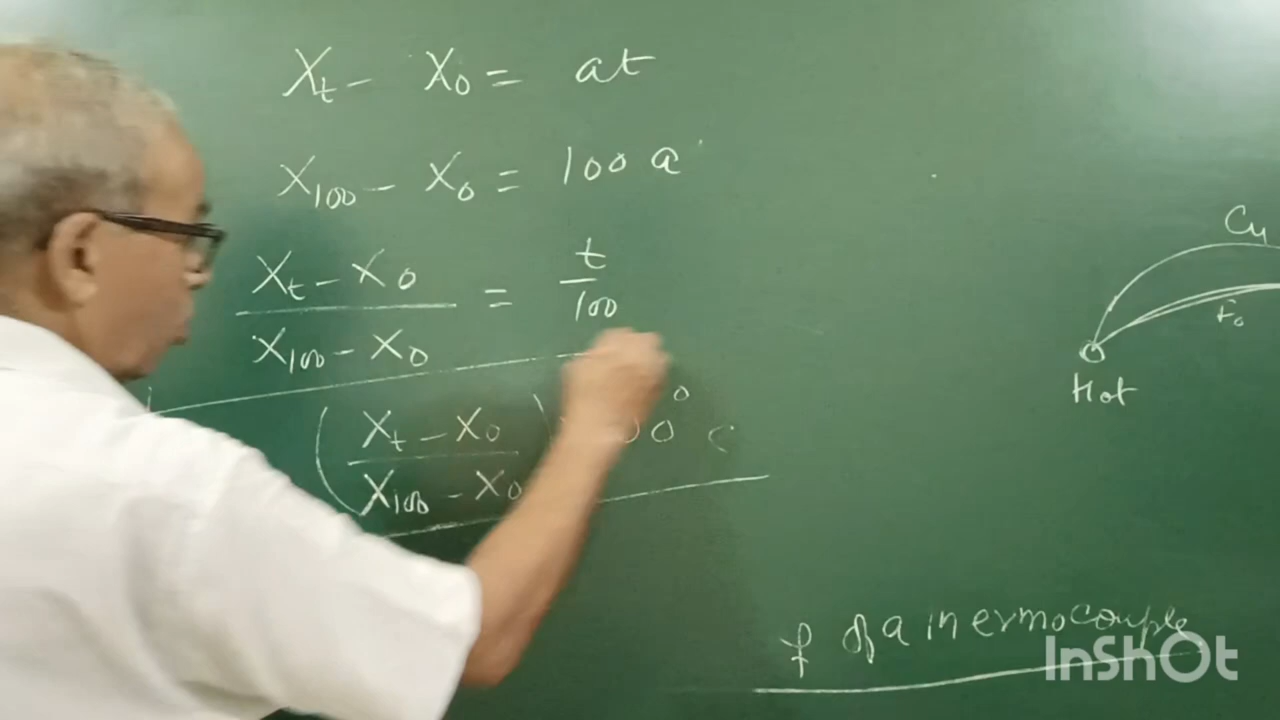 Xt - X0 = at
X100 - X0 = 100 a
Xt - X0 / X100 - X0 = t / 100
( Xt - X0 / X100 - X0 ) 00° c
Cu
Fe
Hot
f of a thermocouple
InShOt